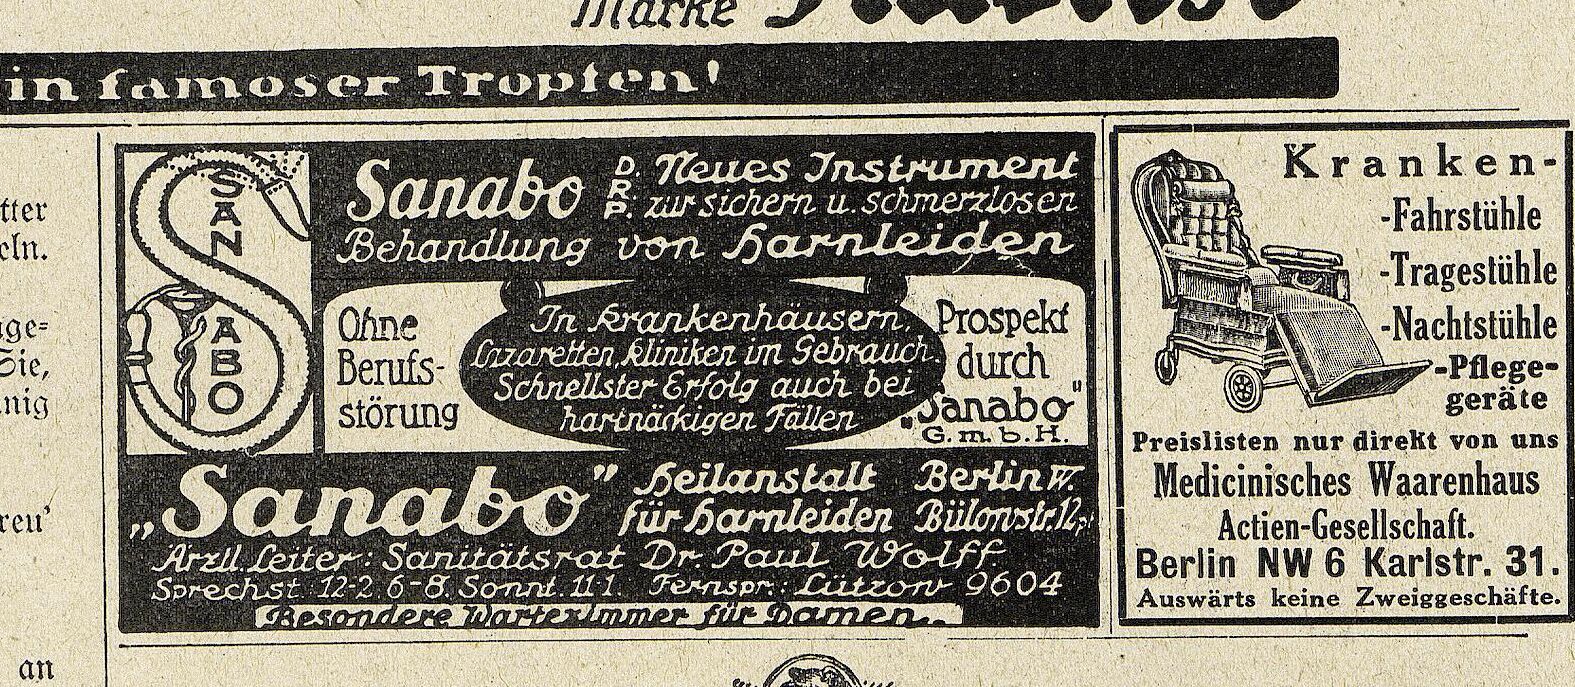 Marke
in famoser Tropfen!
tter
eln.
age=
Sie,
nig
reu'
an
SAN
ABO
Sanabo D.R.P. Neues Instrument
zur sichern u. schmerzlosen
Behandlung von Harnleiden
Ohne
Berufs-
störung
In Krankenhäusern,
Lazaretten, Kliniken im Gebrauch.
Schnellster Erfolg auch bei
hartnäckigen Fällen
Prospekt
durch
„Sanabo"
G.m.b.H.
„Sanabo" Heilanstalt Berlin W.
für Harnleiden Bülowstr. 12
Arztl. Leiter: Sanitätsrat Dr. Paul Wolff.
Sprechst. 12-2, 6-8. Sonnt. 11-1. Fernspr.: Lützow 9604
Besondere Wartezimmer für Damen.
Kranken-
-Fahrstühle
-Tragestühle
-Nachtstühle
-Pflege-
geräte
Preislisten nur direkt von uns
Medicinisches Waarenhaus
Actien-Gesellschaft.
Berlin NW 6 Karlstr. 31.
Auswärts keine Zweiggeschäfte.